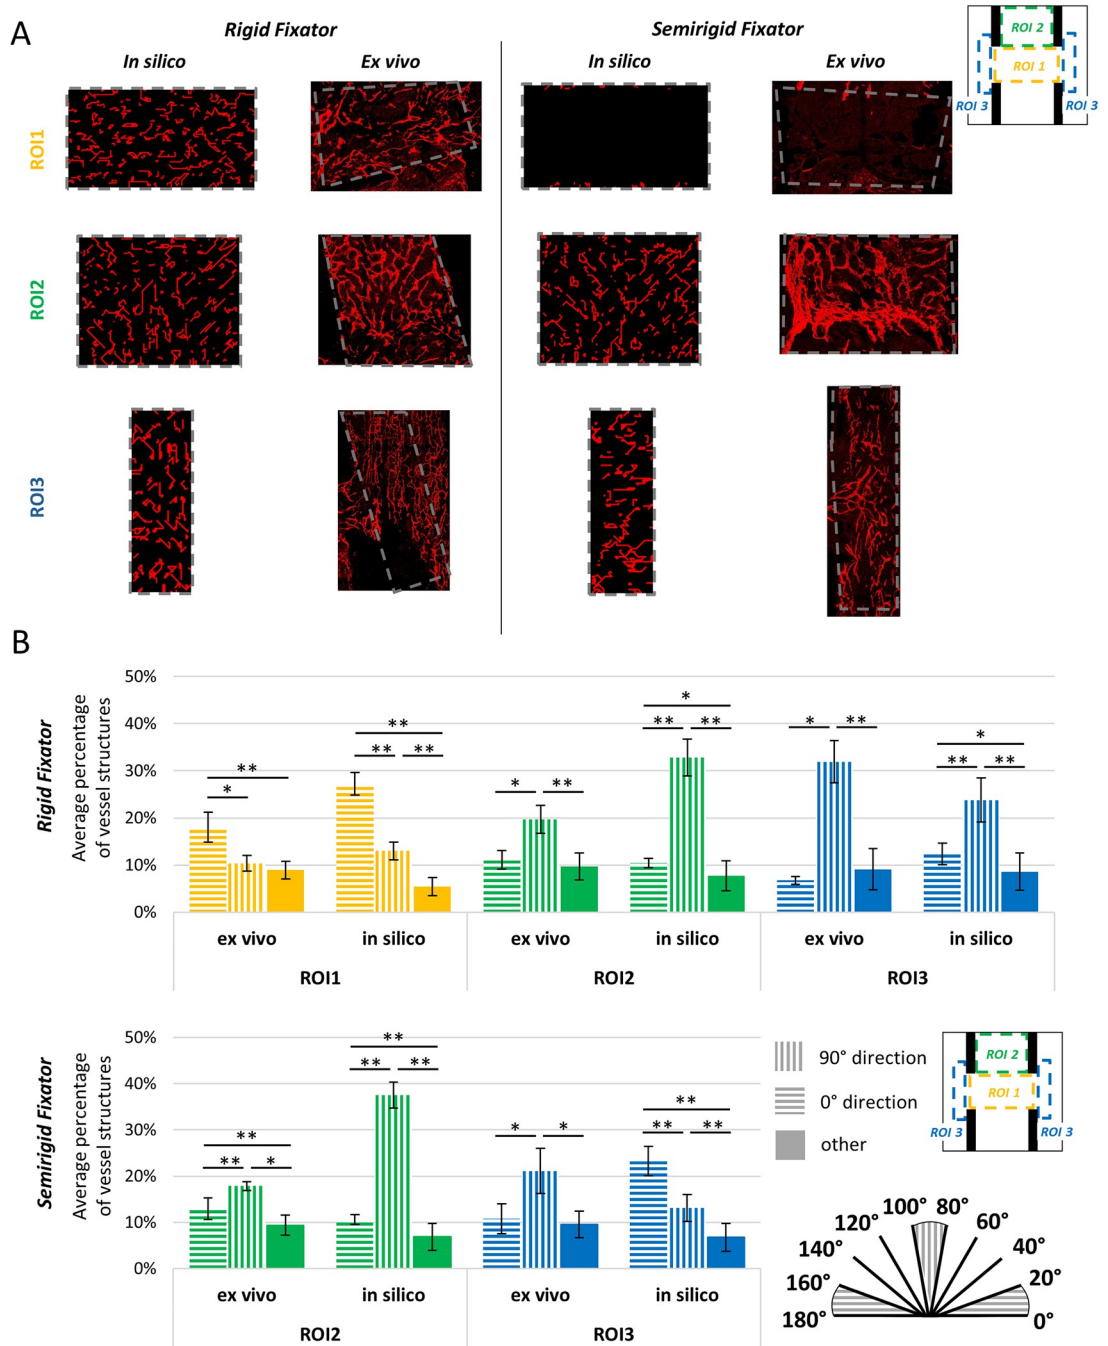 A
Rigid Fixator
Semirigid Fixator
In silico
Ex vivo
In silico
Ex vivo
ROI 2
ROI 1
ROI 3
ROI 3
ROI1
ROI2
ROI3
B
Rigid Fixator
Average percentage
of vessel structures
50%
40%
30%
20%
10%
0%
**
*
**
**
**
*
**
*
**
**
*
**
*
**
**
*
ex vivo
in silico
ex vivo
in silico
ex vivo
in silico
ROI1
ROI2
ROI3
Semirigid Fixator
Average percentage
of vessel structures
50%
40%
30%
20%
10%
0%
**
**
*
**
**
**
*
*
**
**
**
ex vivo
in silico
ex vivo
in silico
ROI2
ROI3
90° direction
0° direction
other
ROI 2
ROI 1
ROI 3
ROI 3
100°
80°
120°
60°
140°
40°
160°
20°
180°
0°